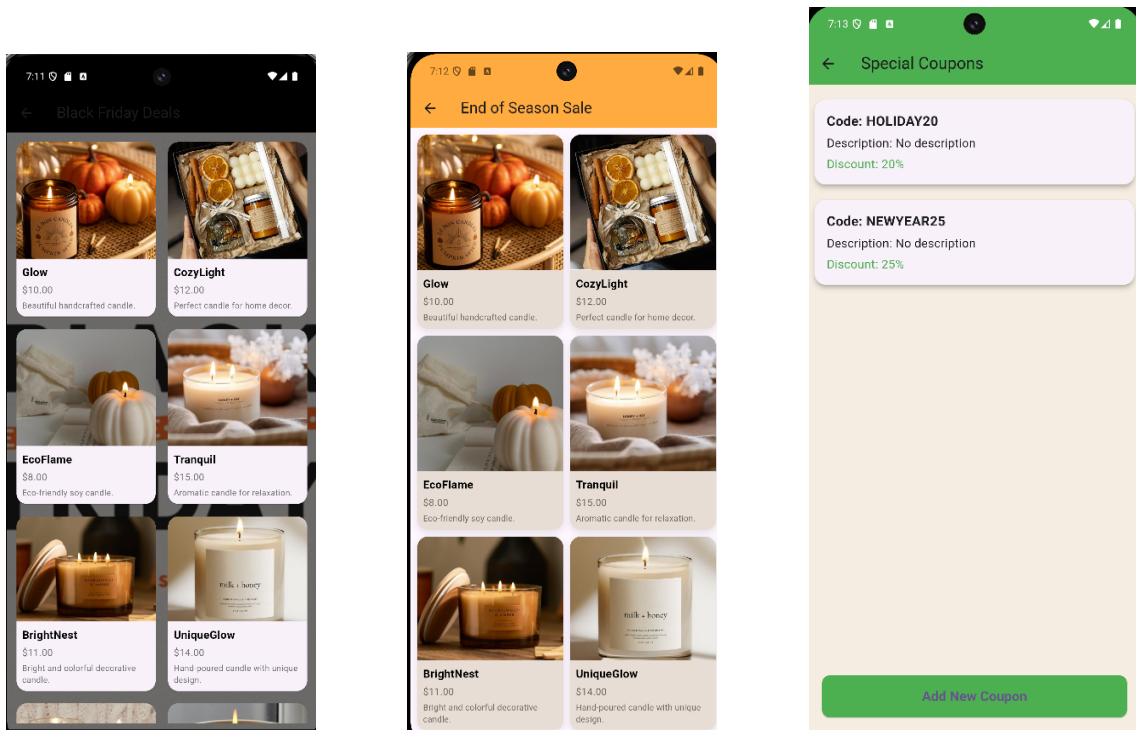 7:11
Black Friday Deals
Glow
$10.00
Beautiful handcrafted candle.
CozyLight
$12.00
Perfect candle for home decor.
EcoFlame
$8.00
Eco-friendly soy candle.
Tranquil
$15.00
Aromatic candle for relaxation.
BrightNest
$11.00
Bright and colorful decorative
candle.
UniqueGlow
$14.00
Hand-poured candle with unique
design.
milk + honey
7:12
End of Season Sale
Glow
$10.00
Beautiful handcrafted candle.
CozyLight
$12.00
Perfect candle for home decor.
EcoFlame
$8.00
Eco-friendly soy candle.
Tranquil
$15.00
Aromatic candle for relaxation.
milk + honey
BrightNest
$11.00
Bright and colorful decorative
candle.
UniqueGlow
$14.00
Hand-poured candle with unique
design.
7:13
Special Coupons
Code: HOLIDAY20
Description: No description
Discount: 20%
Code: NEWYEAR25
Description: No description
Discount: 25%
Add New Coupon